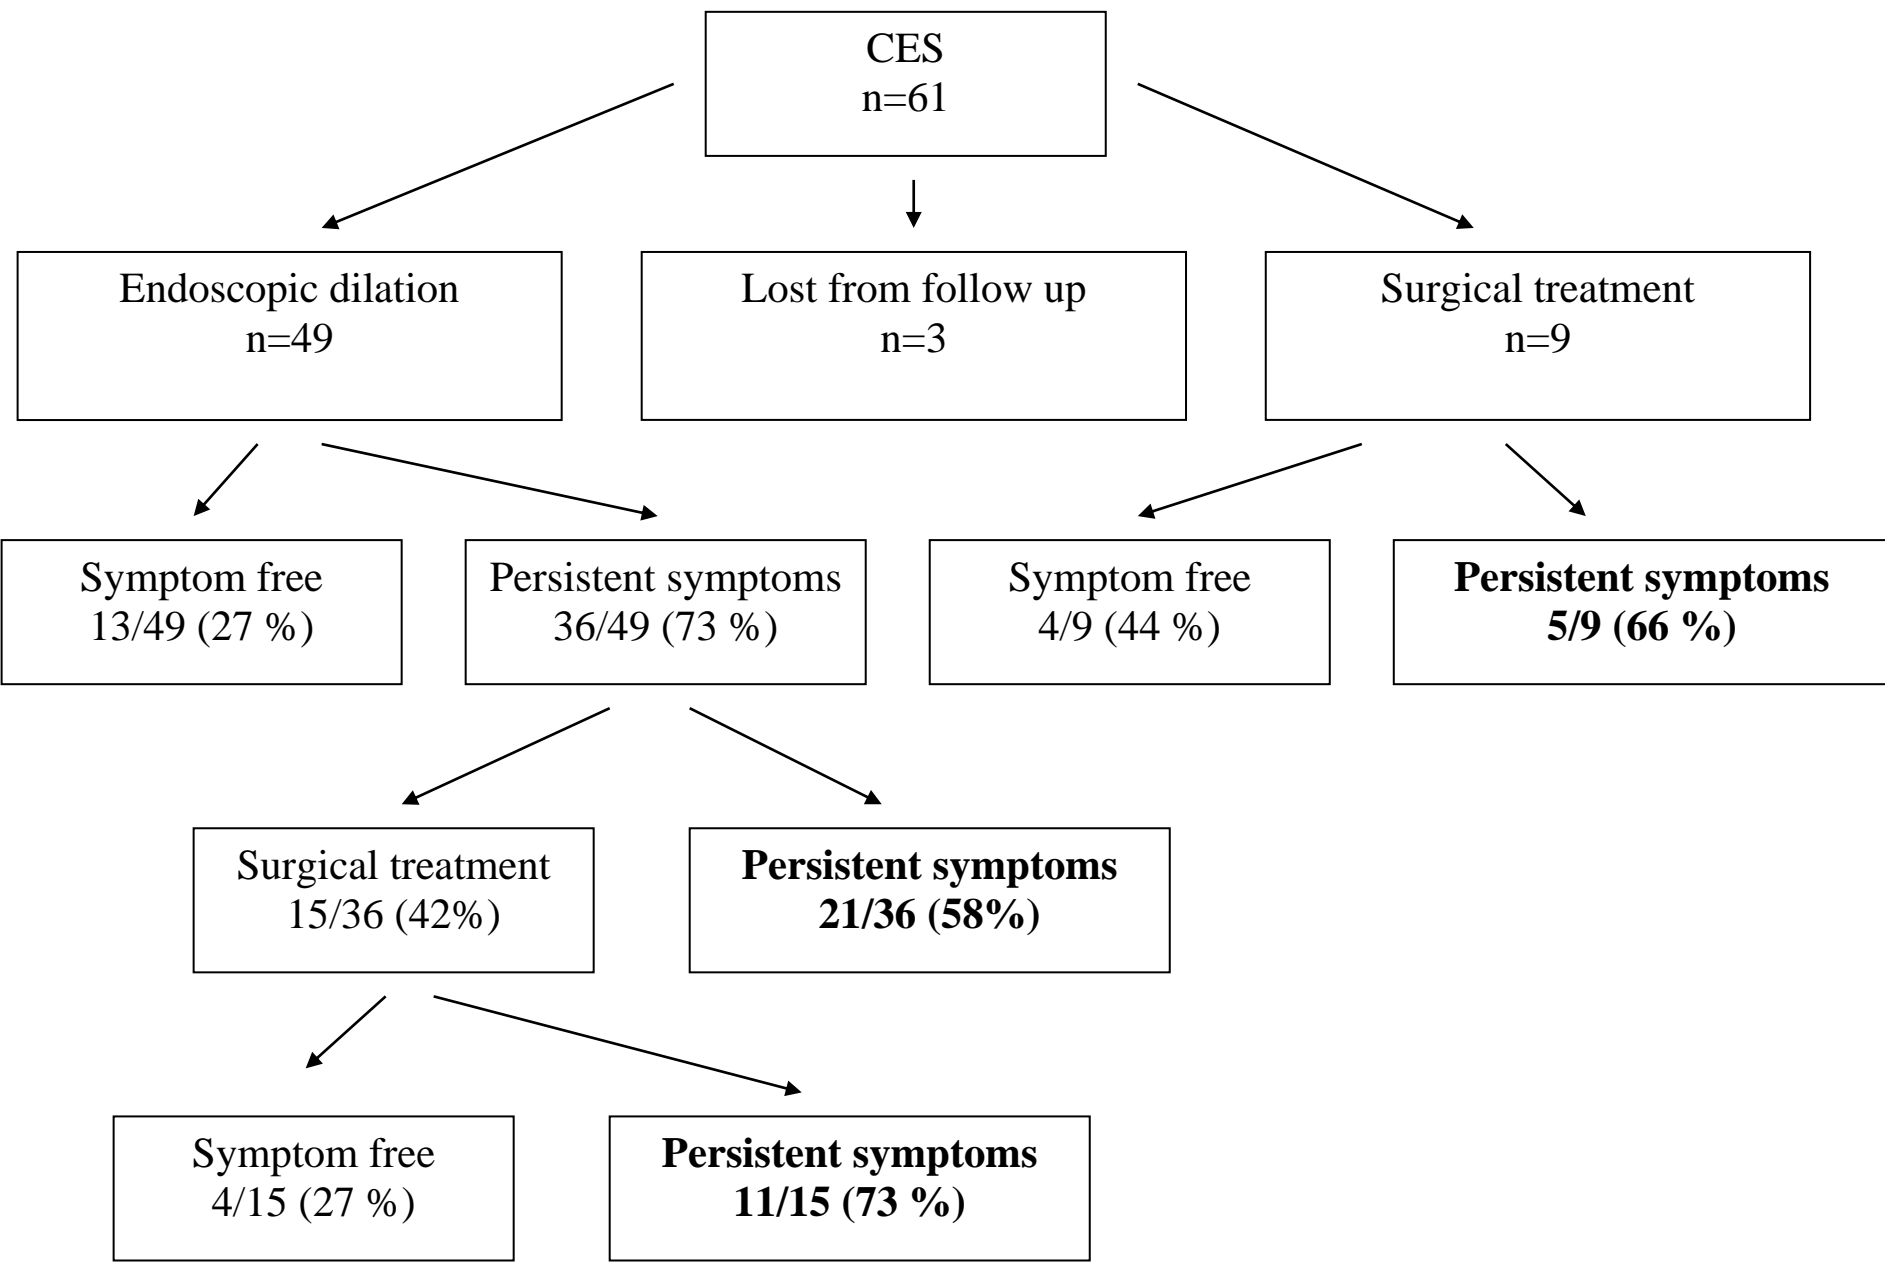 CES
n=61
Endoscopic dilation
n=49
Lost from follow up
n=3
Surgical treatment
n=9
Symptom free
13/49 (27 %)
Persistent symptoms
36/49 (73 %)
Symptom free
4/9 (44 %)
Persistent symptoms
5/9 (66 %)
Surgical treatment
15/36 (42%)
Persistent symptoms
21/36 (58%)
Symptom free
4/15 (27 %)
Persistent symptoms
11/15 (73 %)